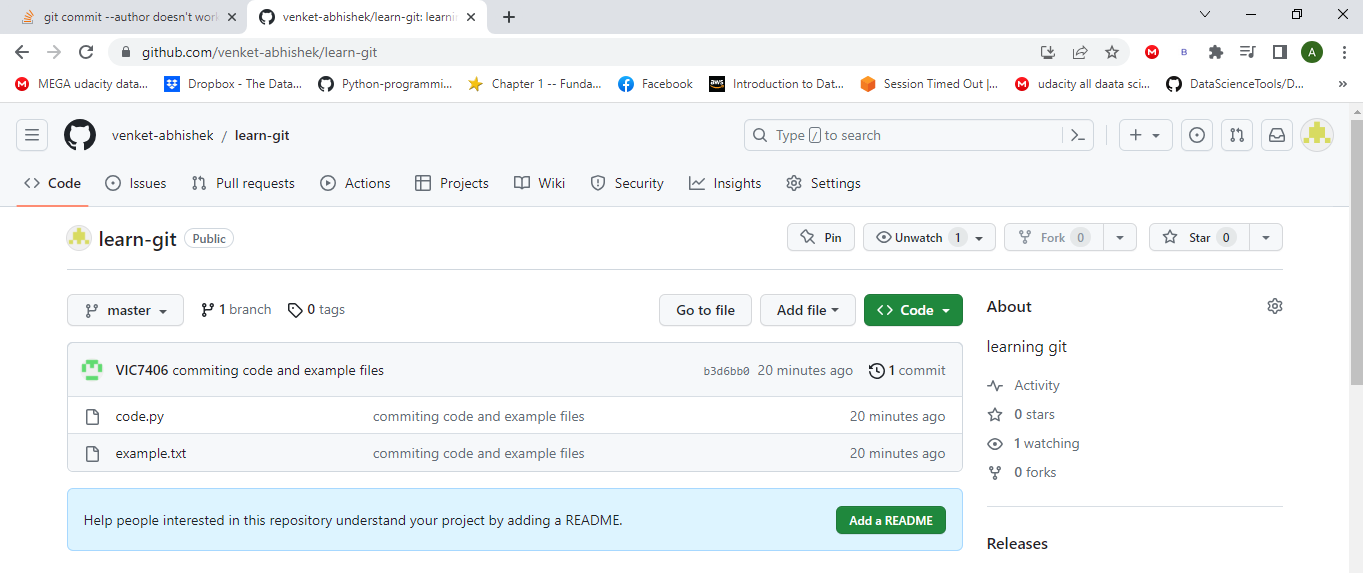 git commit --author doesn't work
venket-abhishek/learn-git: learnin
github.com/venket-abhishek/learn-git
A
MEGA udacity data...
Dropbox - The Data...
Python-programmi...
Chapter 1 -- Funda...
Facebook
aws
Introduction to Dat...
Session Timed Out |...
udacity all daata sci...
DataScienceTools/D...
»
venket-abhishek / learn-git
Type / to search
Code
Issues
Pull requests
Actions
Projects
Wiki
Security
Insights
Settings
learn-git Public
Pin
Unwatch 1
Fork 0
Star 0
master
1 branch
0 tags
Go to file
Add file
Code
VIC7406 commiting code and example files
b3d6bb0 20 minutes ago
1 commit
code.py
commiting code and example files
20 minutes ago
example.txt
commiting code and example files
20 minutes ago
Help people interested in this repository understand your project by adding a README.
Add a README
About
learning git
Activity
0 stars
1 watching
0 forks
Releases